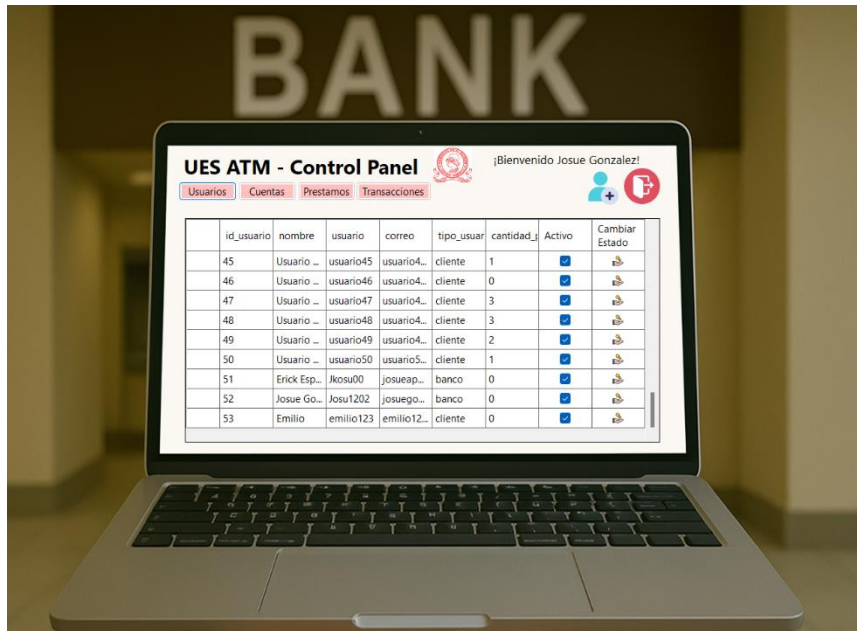 BANK
UES ATM - Control Panel
¡Bienvenido Josue Gonzalez!
Usuarios Cuentas Prestamos Transacciones
id_usuario nombre usuario correo tipo_usuar cantidad_p Activo Cambiar Estado
45 Usuario ... usuario45 usuario4... cliente 1
46 Usuario ... usuario46 usuario4... cliente 0
47 Usuario ... usuario47 usuario4... cliente 3
48 Usuario ... usuario48 usuario4... cliente 3
49 Usuario ... usuario49 usuario4... cliente 2
50 Usuario ... usuario50 usuario5... cliente 1
51 Erick Esp... Jkosu00 josueap... banco 0
52 Josue Go... Josu1202 josuego... banco 0
53 Emilio emilio123 emilio12... cliente 0